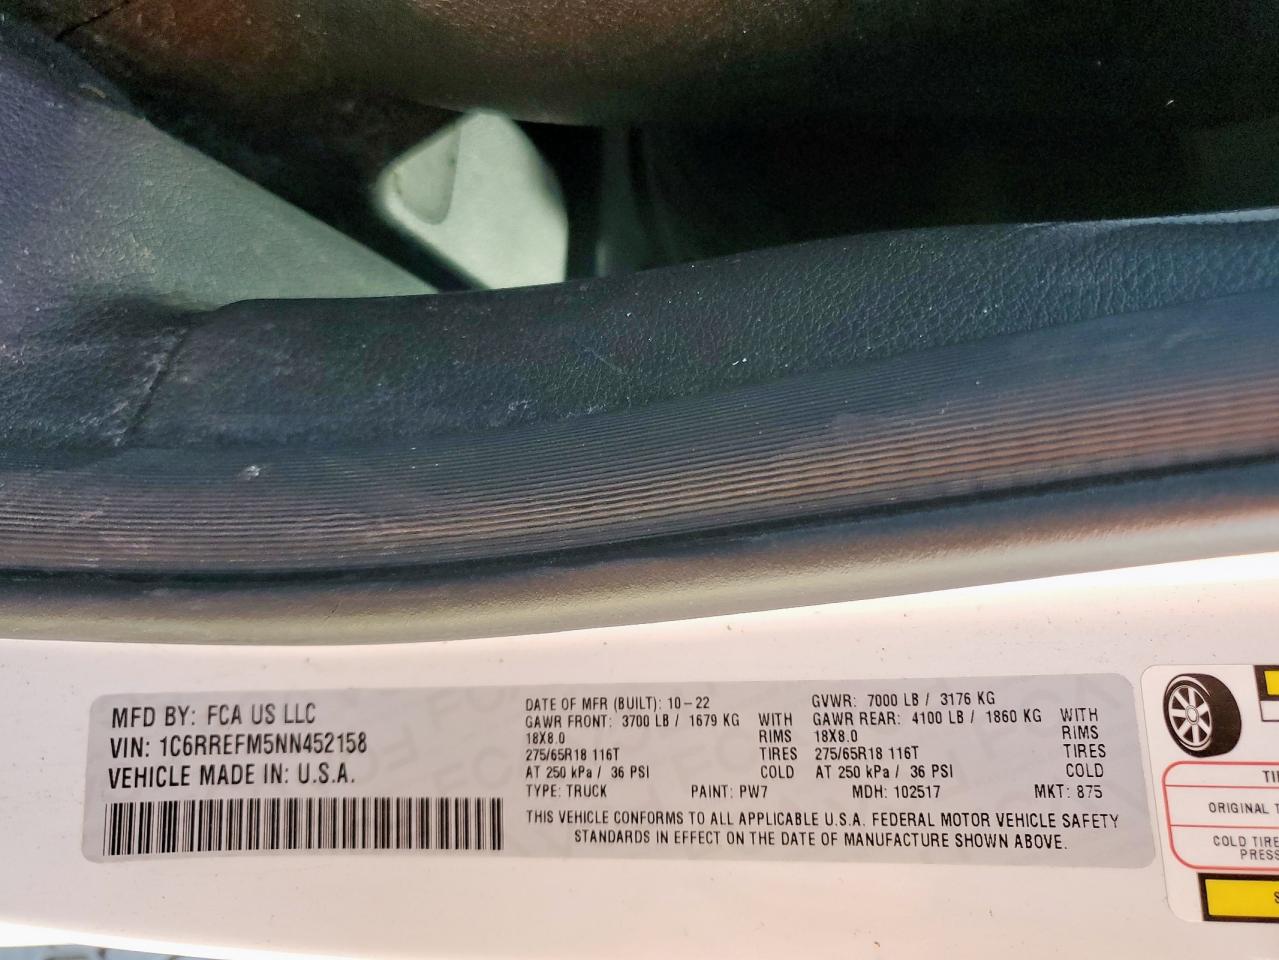 MFD BY: FCA US LLC
VIN: 1C6RREFM5NN452158
VEHICLE MADE IN: U.S.A.
DATE OF MFR (BUILT): 10-22 GVWR: 7000 LB / 3176 KG
GAWR FRONT: 3700 LB / 1679 KG WITH GAWR REAR: 4100 LB / 1860 KG WITH
18X8.0 RIMS 18X8.0 RIMS
275/65R18 116T TIRES 275/65R18 116T TIRES
AT 250 kPa / 36 PSI COLD AT 250 kPa / 36 PSI COLD
TYPE: TRUCK PAINT: PW7 MDH: 102517 MKT: 875
THIS VEHICLE CONFORMS TO ALL APPLICABLE U.S.A. FEDERAL MOTOR VEHICLE SAFETY
STANDARDS IN EFFECT ON THE DATE OF MANUFACTURE SHOWN ABOVE.
ORIGINAL
COLD TIRE